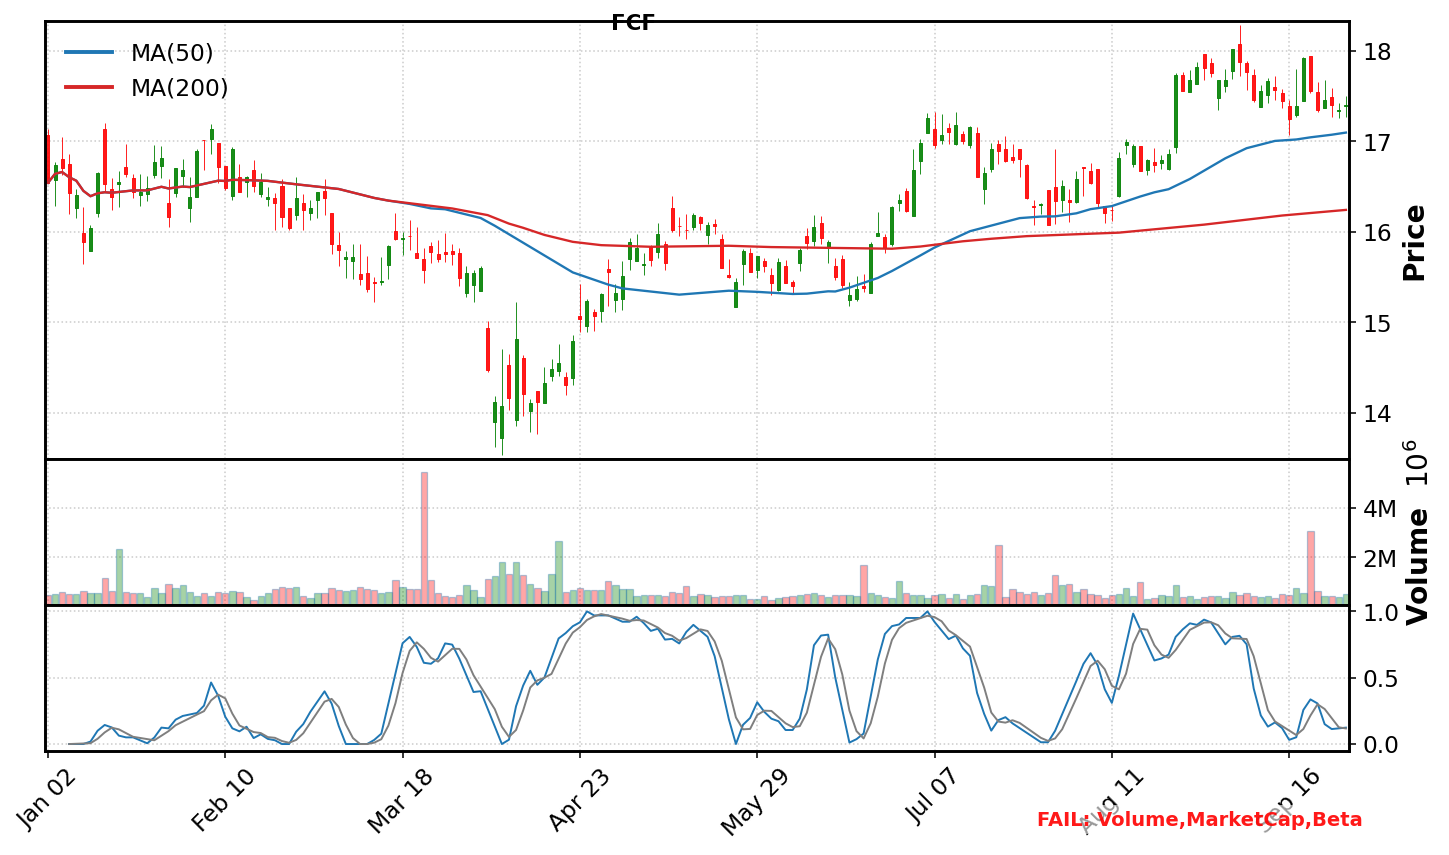 FCF
MA(50)
MA(200)
18
17
16
15
14
Price
4M
2M
Volume 10^6
1.0
0.5
0.0
Jan 02
Feb 10
Mar 18
Apr 23
May 29
Jul 07
Aug 11
Sep 16
FAIL: Volume,MarketCap,Beta